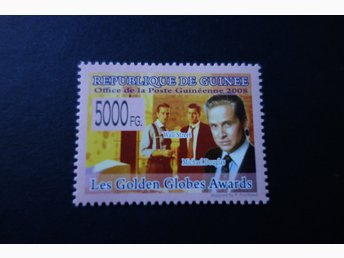 REPUBLIQUE DE GUINEE
Office de la Poste Guinéenne 2008
5000 FG.
Wall Street
Michael Douglas
Les Golden Globes Awards